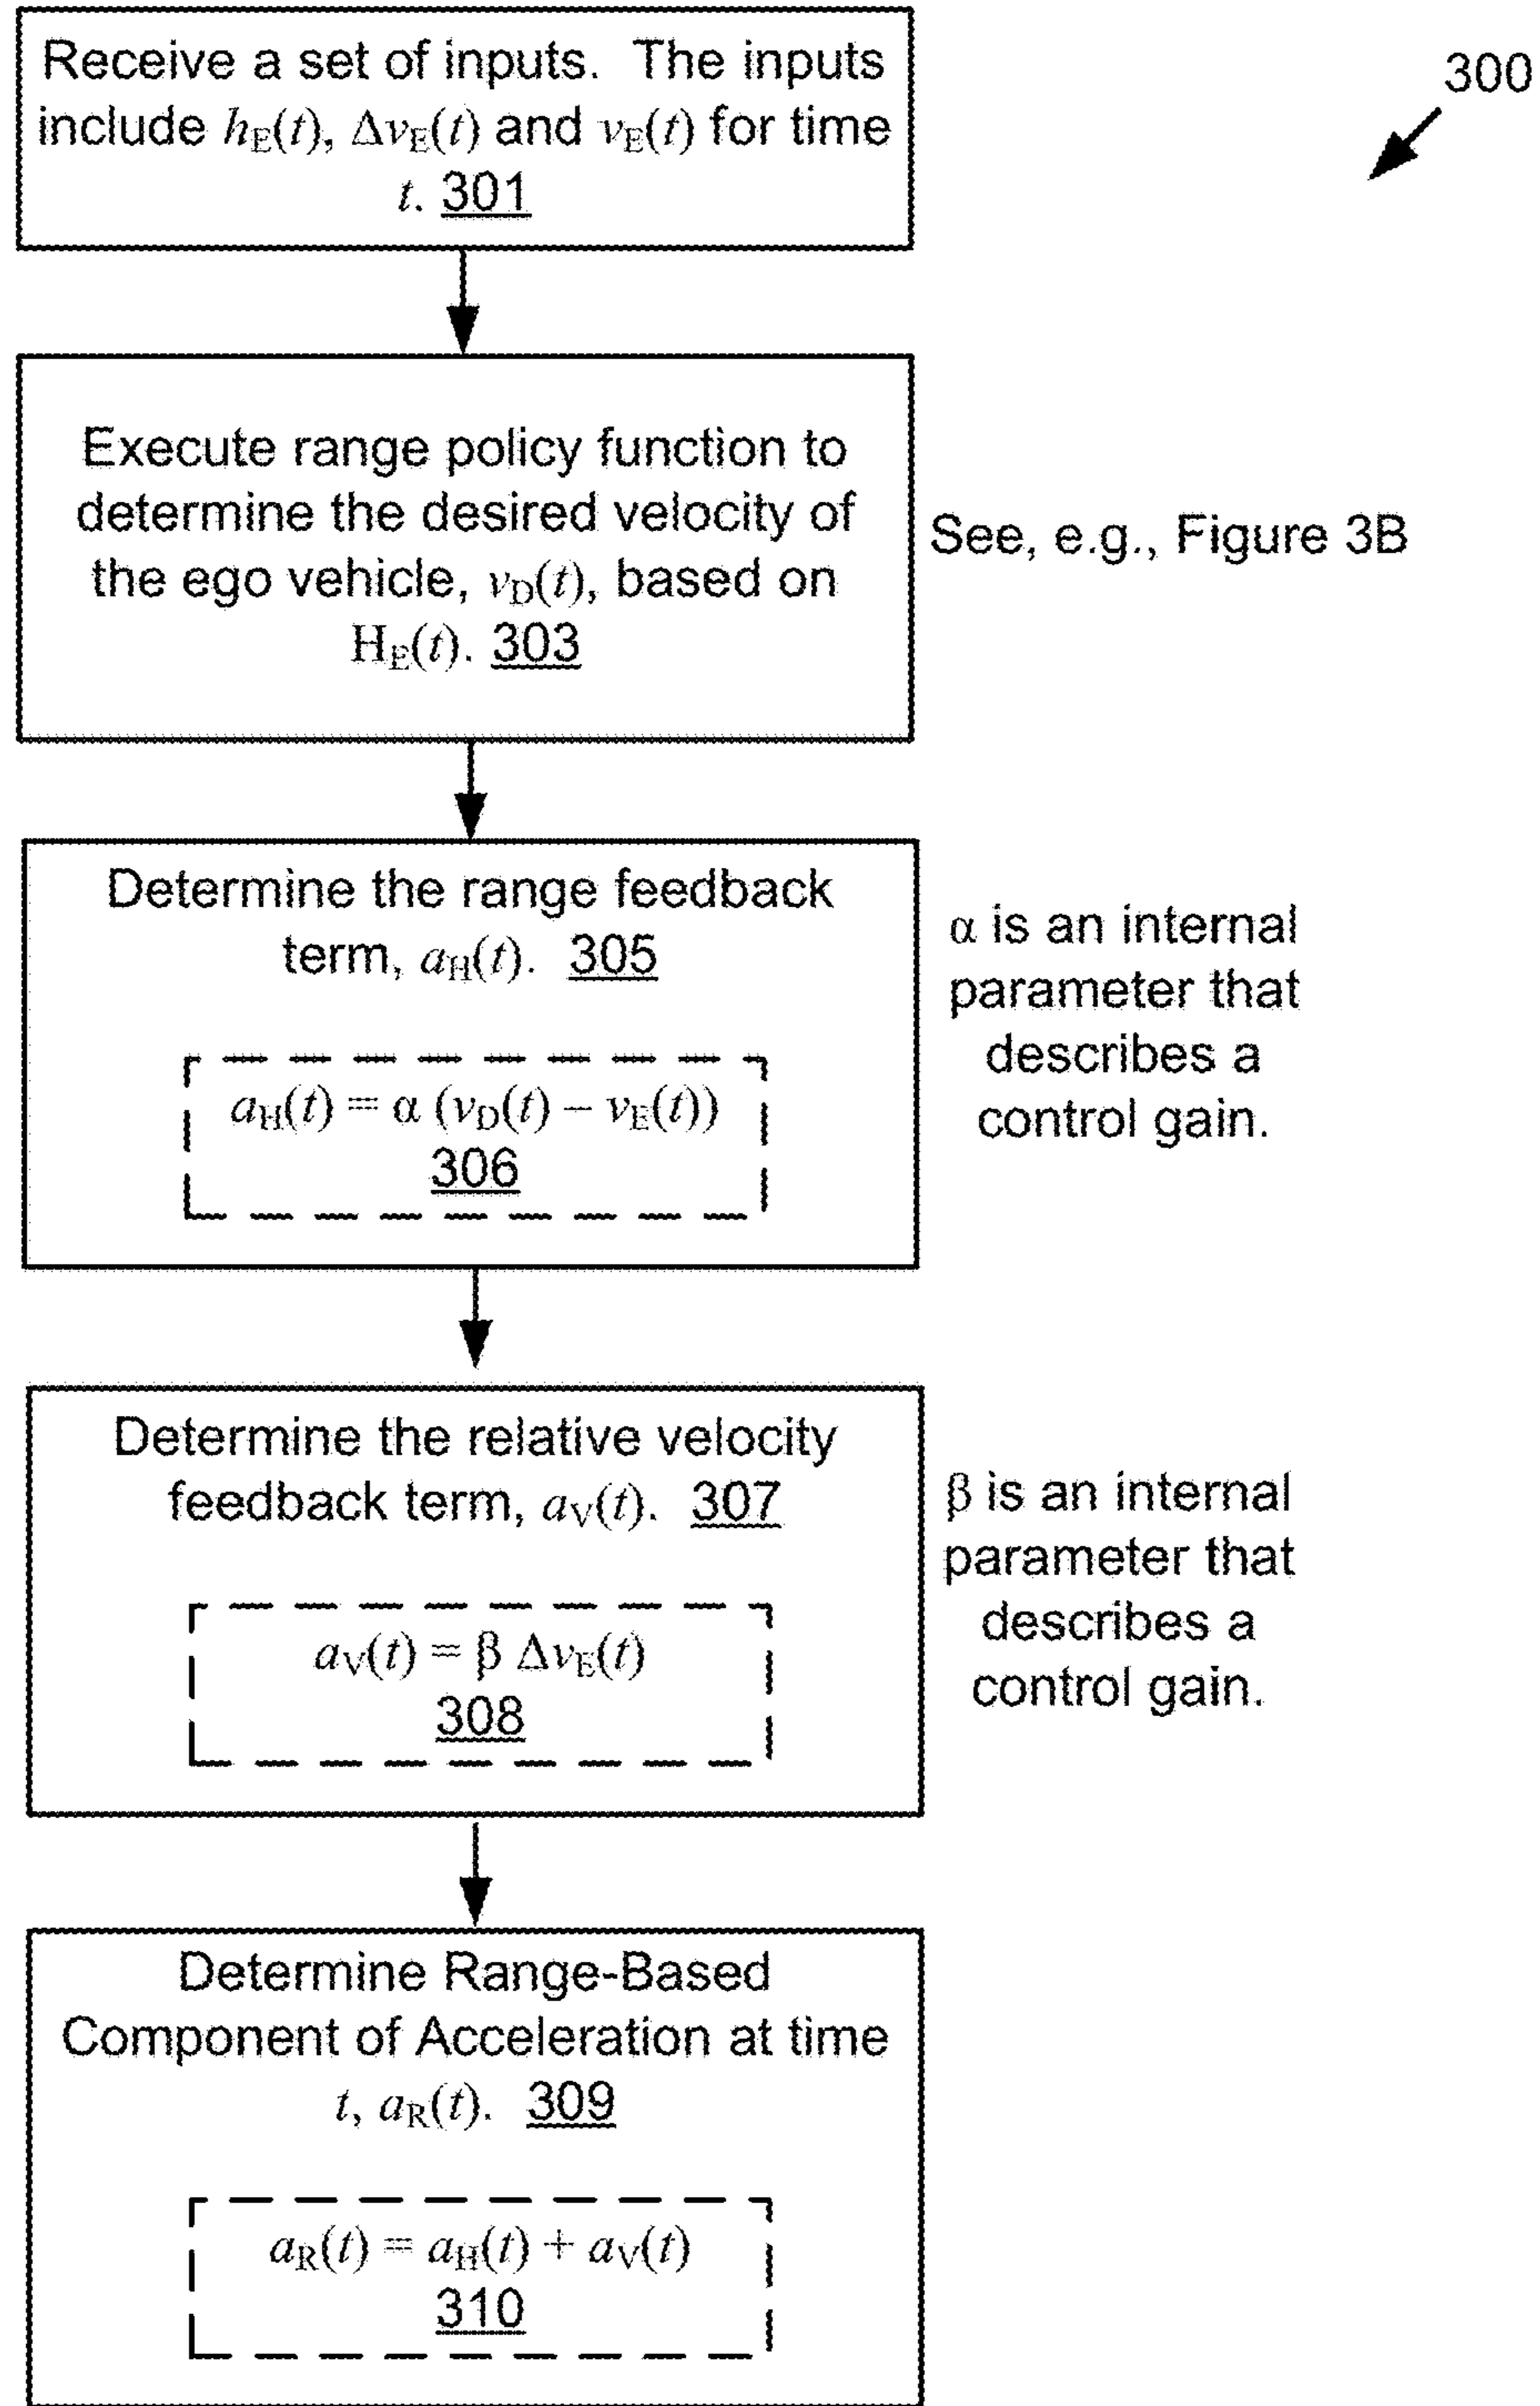 Receive a set of inputs. The inputs
include hE(t), ΔvE(t) and vE(t) for time
t. 301
300
Execute range policy function to
determine the desired velocity of
the ego vehicle, vD(t), based on
HE(t). 303
See, e.g., Figure 3B
Determine the range feedback
term, aH(t). 305
aH(t) = α (vD(t) − vE(t))
306
α is an internal
parameter that
describes a
control gain.
Determine the relative velocity
feedback term, aV(t). 307
aV(t) = β ΔvE(t)
308
β is an internal
parameter that
describes a
control gain.
Determine Range-Based
Component of Acceleration at time
t, aR(t). 309
aR(t) = aH(t) + aV(t)
310